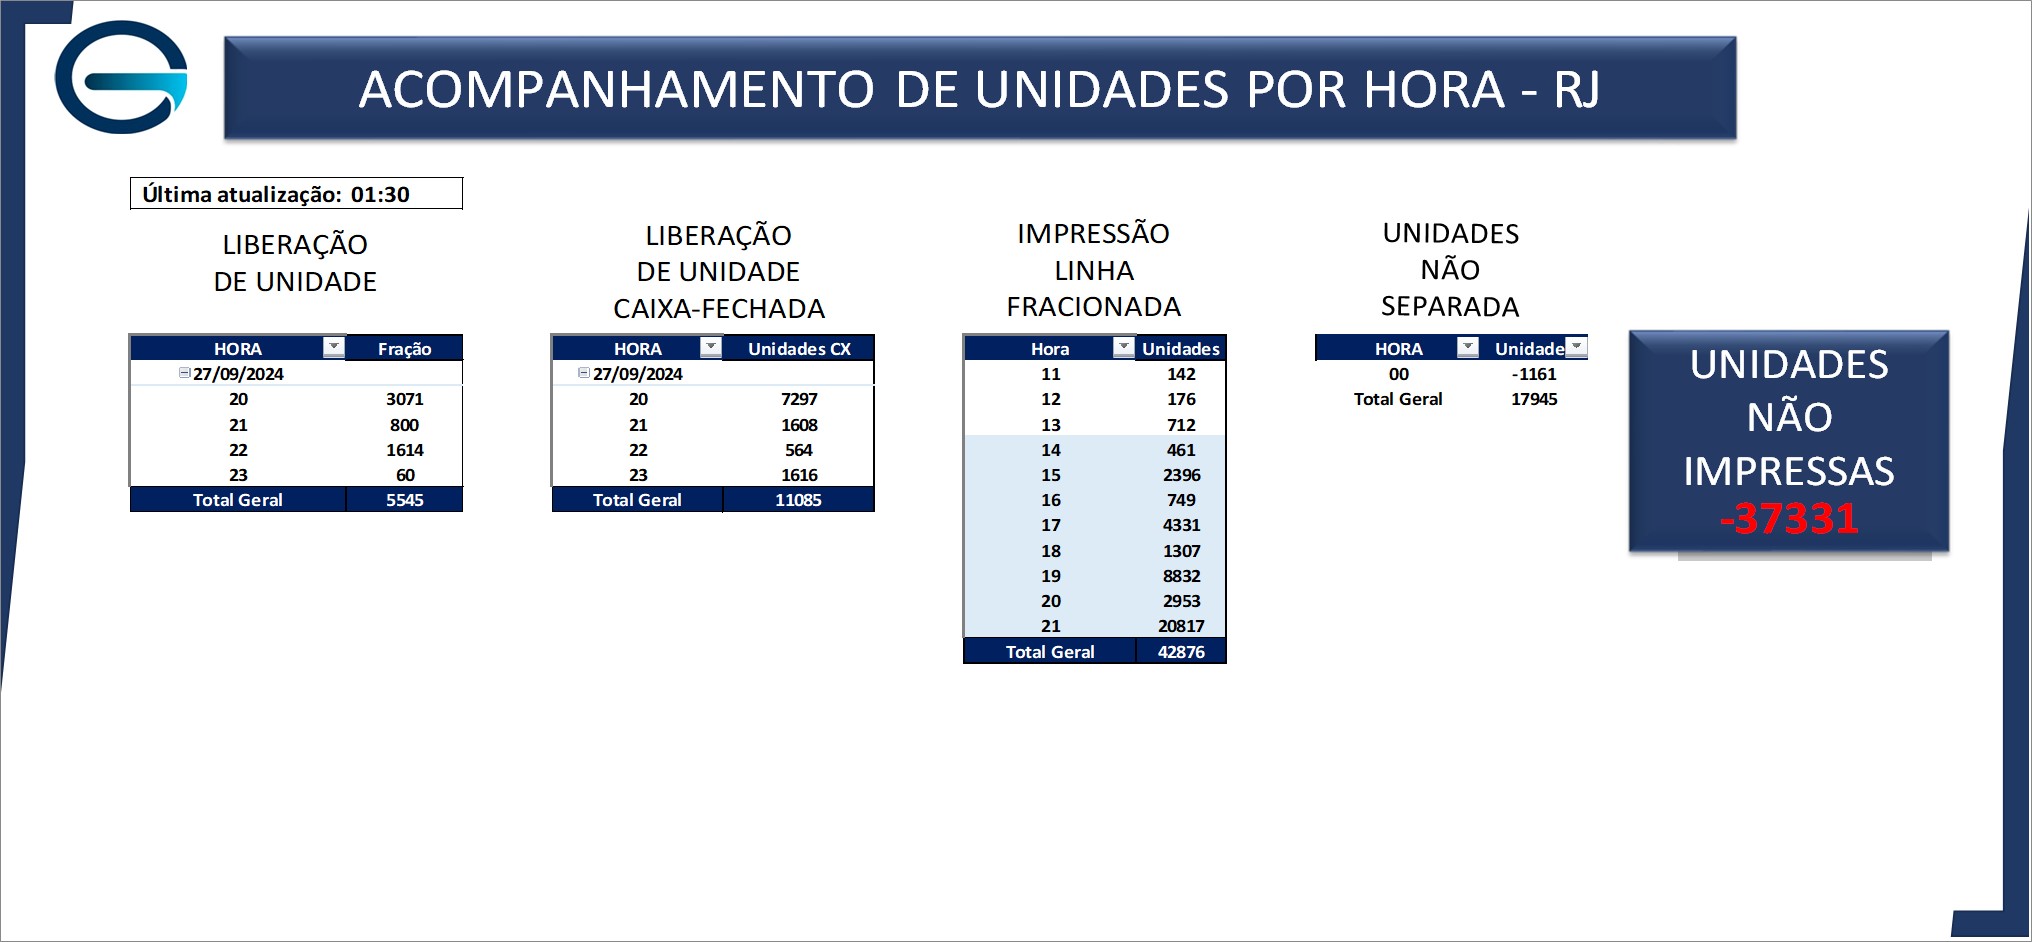 ACOMPANHAMENTO DE UNIDADES POR HORA - RJ
Última atualização: 01:30
LIBERAÇÃO
DE UNIDADE
HORA Fração
27/09/2024
20 3071
21 800
22 1614
23 60
Total Geral 5545
LIBERAÇÃO
DE UNIDADE
CAIXA-FECHADA
HORA Unidades CX
27/09/2024
20 7297
21 1608
22 564
23 1616
Total Geral 11085
IMPRESSÃO
LINHA
FRACIONADA
Hora Unidades
11 142
12 176
13 712
14 461
15 2396
16 749
17 4331
18 1307
19 8832
20 2953
21 20817
Total Geral 42876
UNIDADES
NÃO
SEPARADA
HORA Unidade
00 -1161
Total Geral 17945
UNIDADES
NÃO
IMPRESSAS
-37331